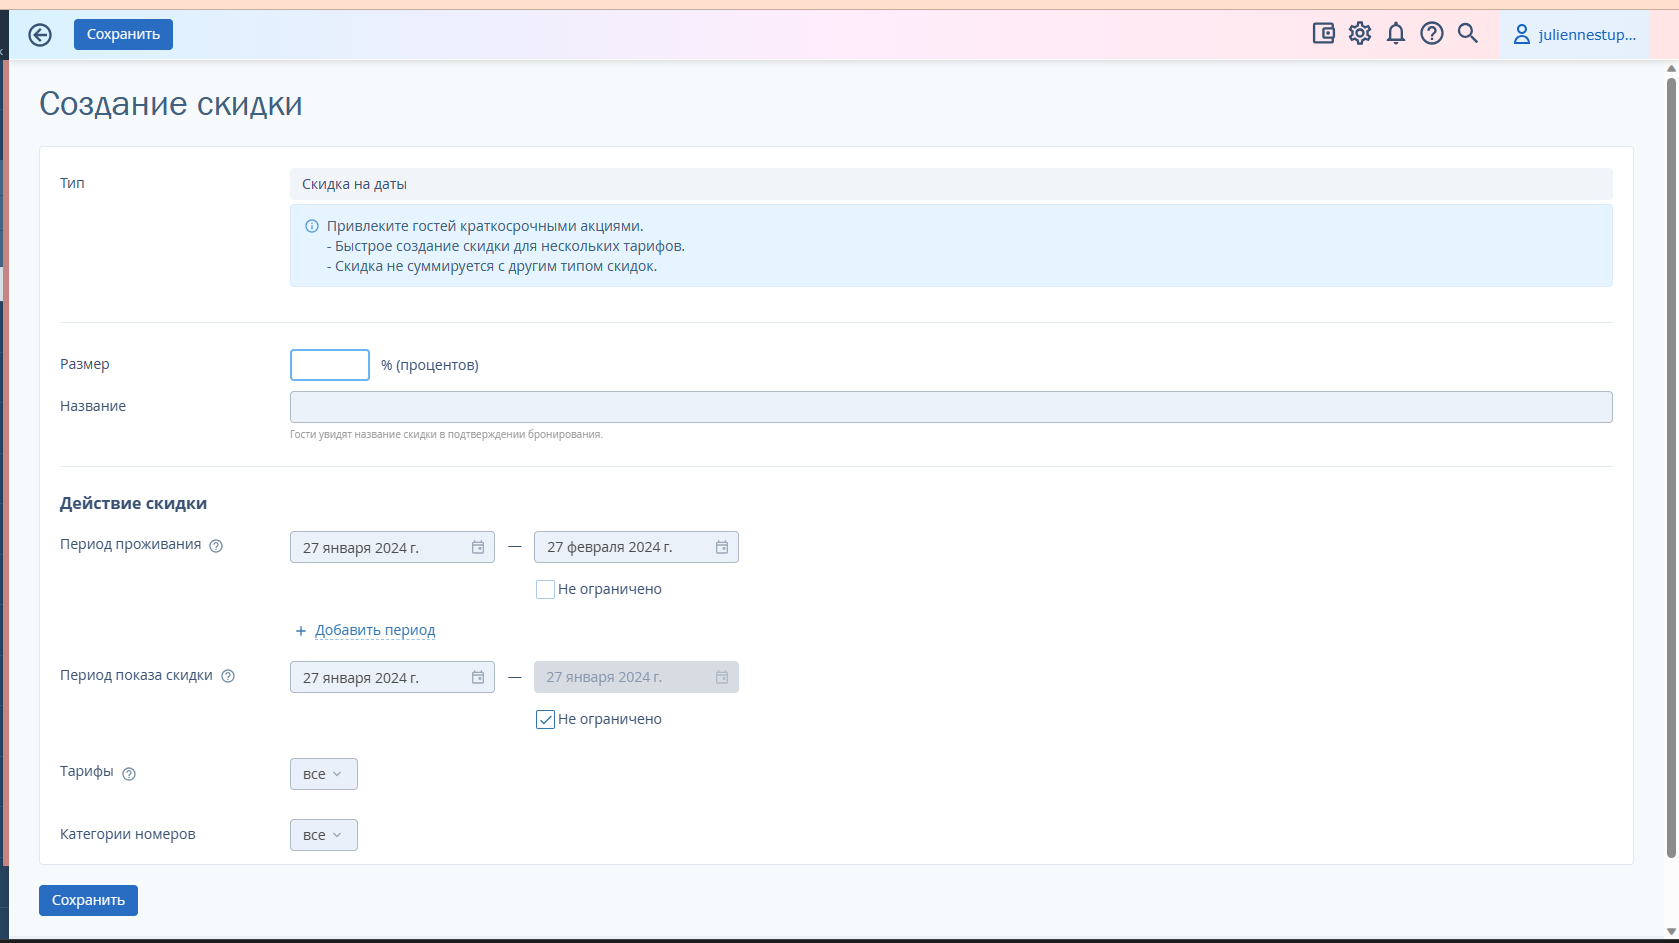 Сохранить
juliennestup...
Создание скидки
Тип
Скидка на даты
Привлеките гостей краткосрочными акциями.
- Быстрое создание скидки для нескольких тарифов.
- Скидка не суммируется с другим типом скидок.
Размер
% (процентов)
Название
Гости увидят название скидки в подтверждении бронирования.
Действие скидки
Период проживания
27 января 2024 г. — 27 февраля 2024 г.
Не ограничено
+ Добавить период
Период показа скидки
27 января 2024 г. — 27 января 2024 г.
Не ограничено
Тарифы
все
Категории номеров
все
Сохранить